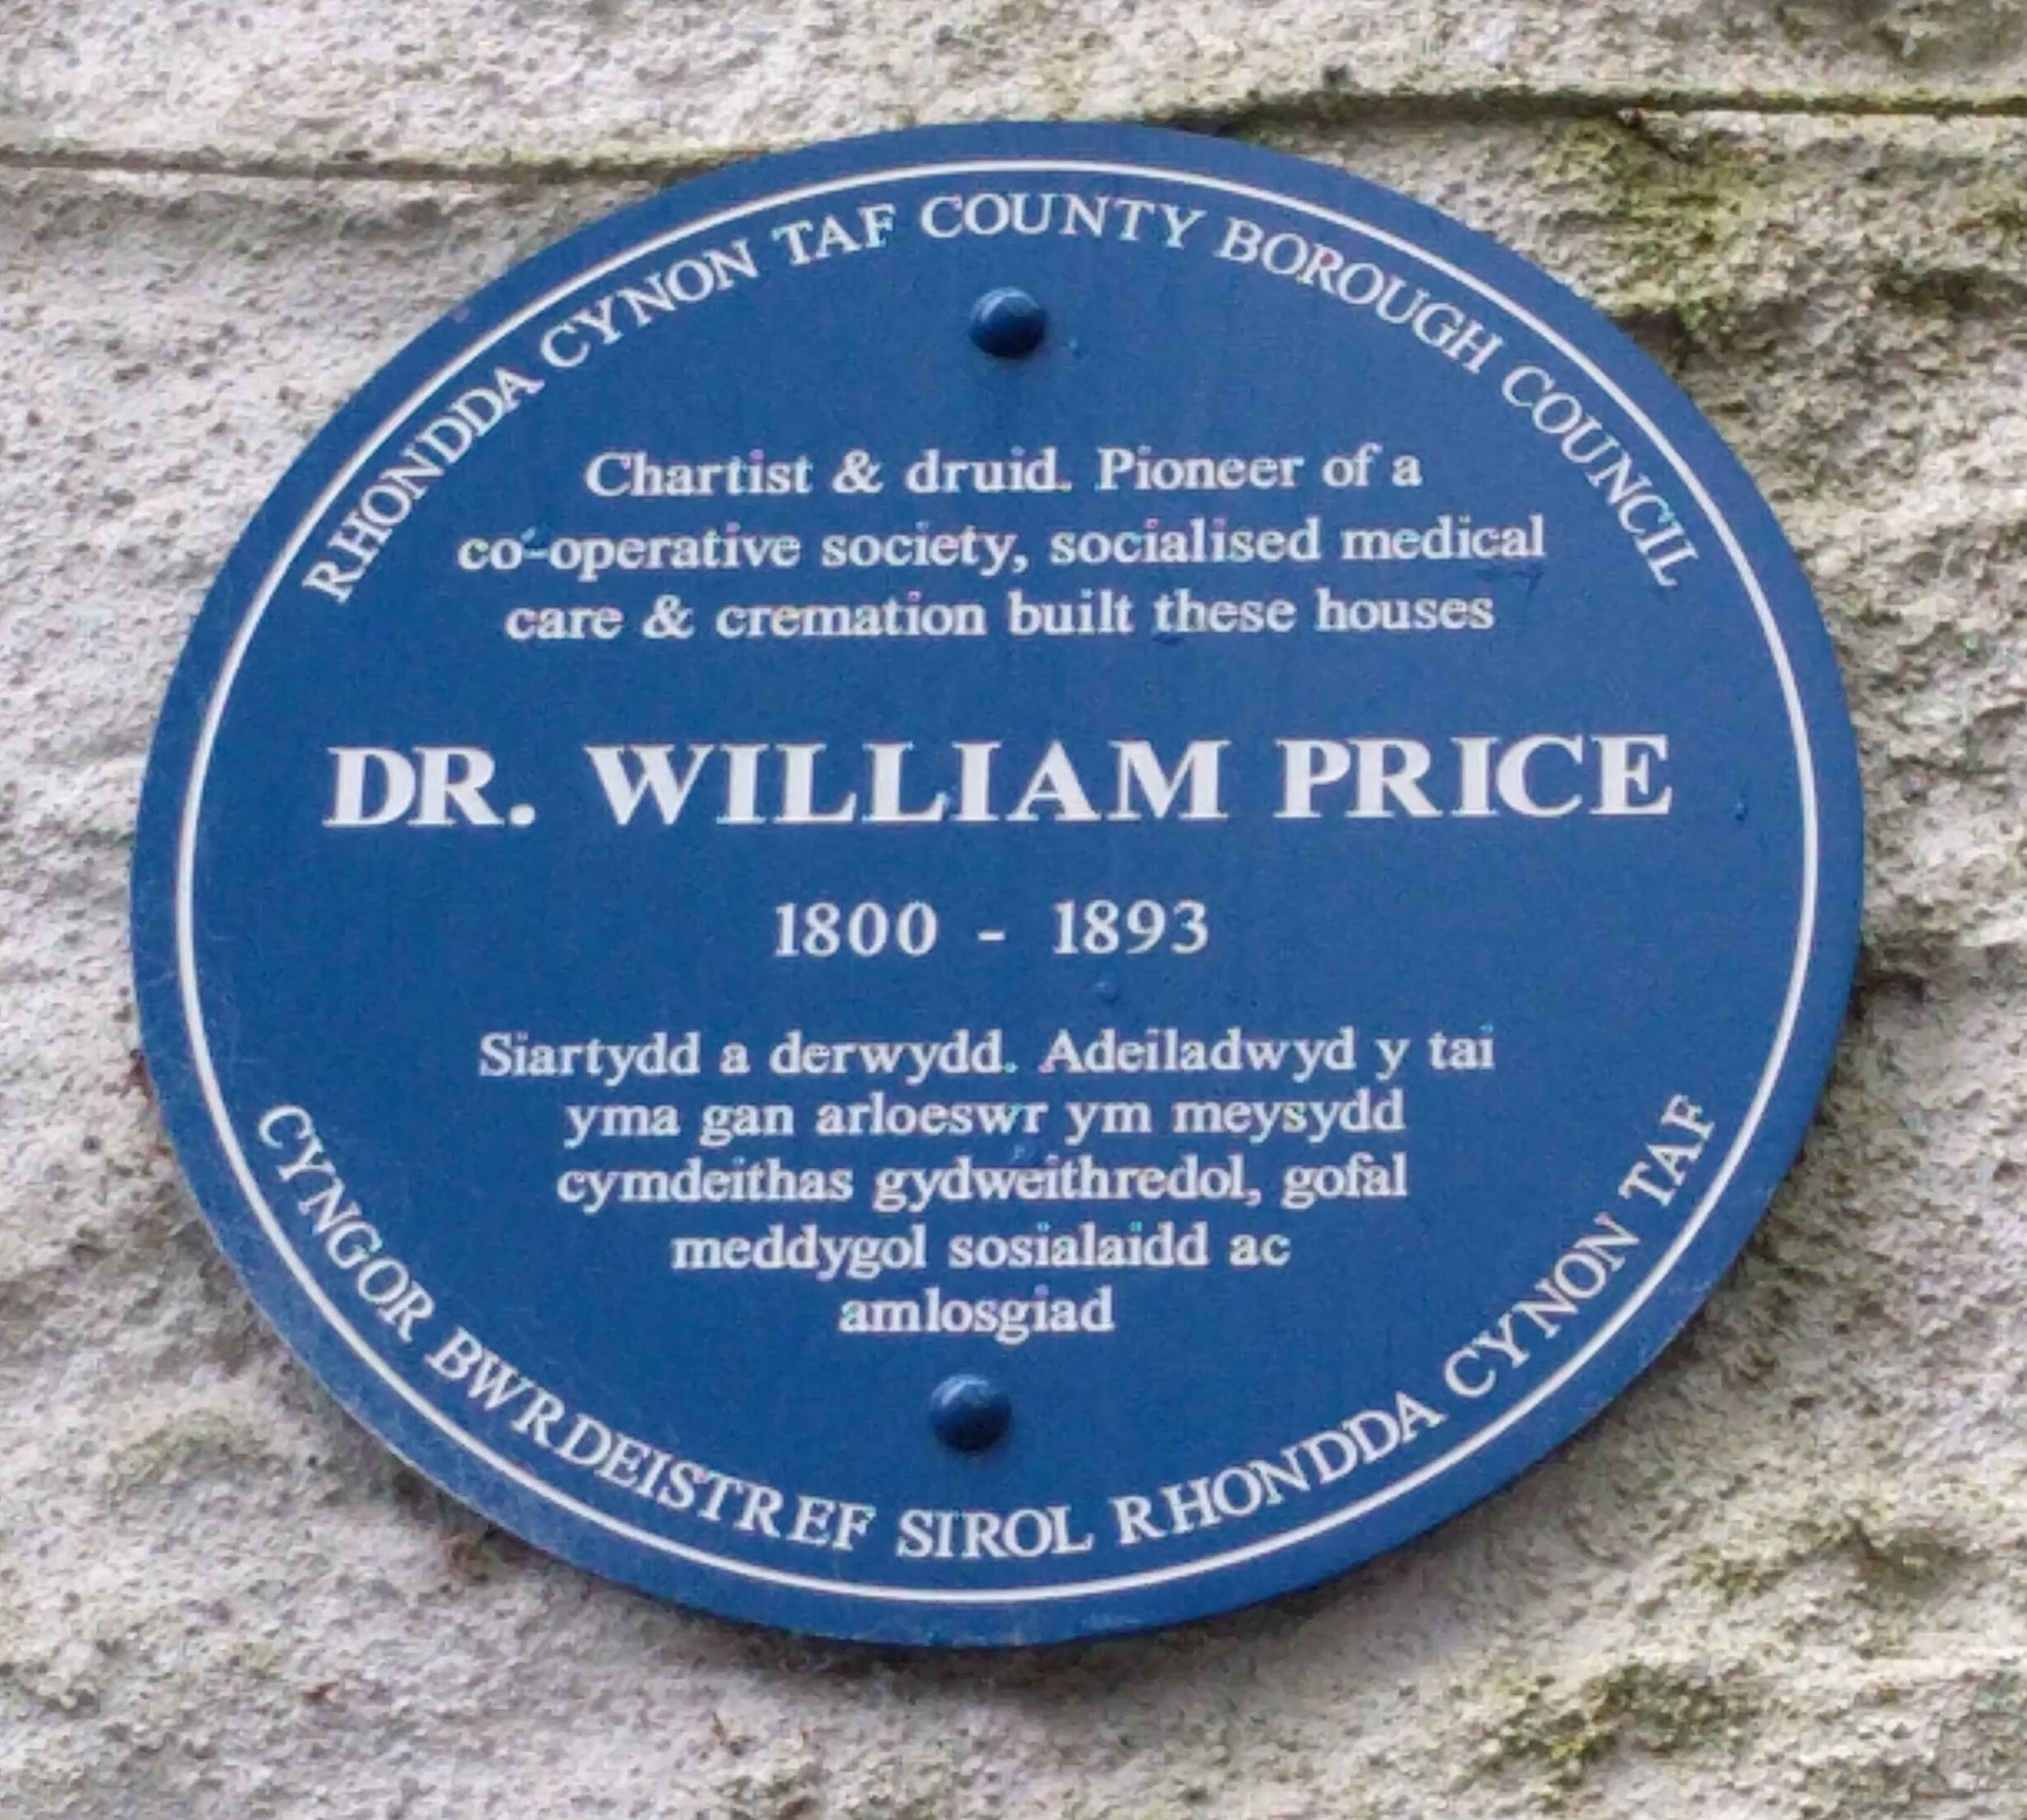 RHONDDA CYNON TAF COUNTY BOROUGH COUNCIL
Chartist & druid. Pioneer of a
co-operative society, socialised medical
care & cremation built these houses
DR. WILLIAM PRICE
1800 - 1893
Siartydd a derwydd. Adeiladwyd y tai
yma gan arloeswr ym meysydd
cymdeithas gydweithredol, gofal
meddygol sosialaidd ac
amlosgiad
CYNGOR BWRDEISTREF SIROL RHONDDA CYNON TAF